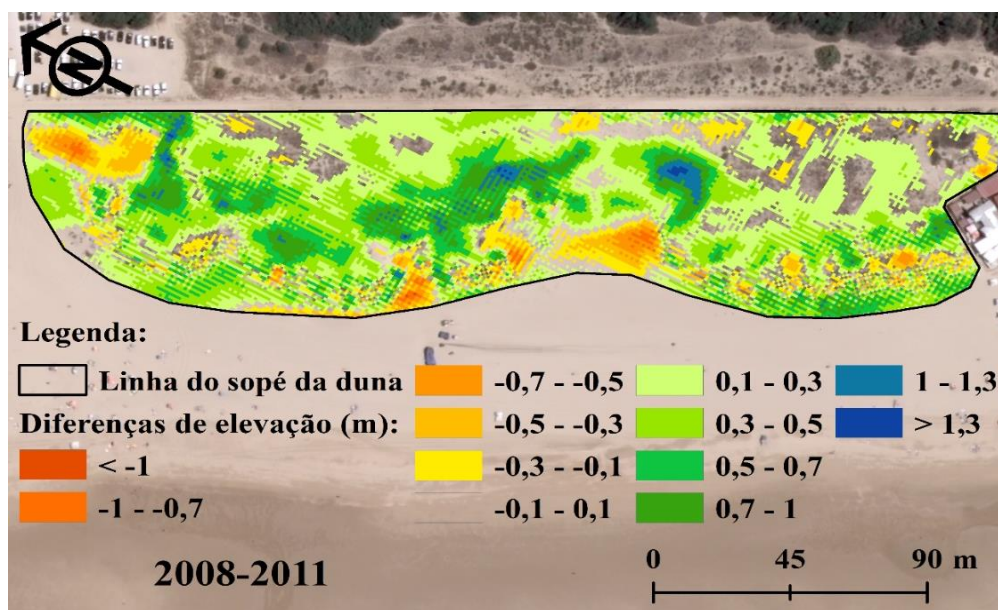 N
Legenda:
Linha do sopé da duna
Diferenças de elevação (m):
< -1
-1 - -0,7
-0,7 - -0,5
-0,5 - -0,3
-0,3 - -0,1
-0,1 - 0,1
0,1 - 0,3
0,3 - 0,5
0,5 - 0,7
0,7 - 1
1 - 1,3
> 1,3
2008-2011
0 45 90 m